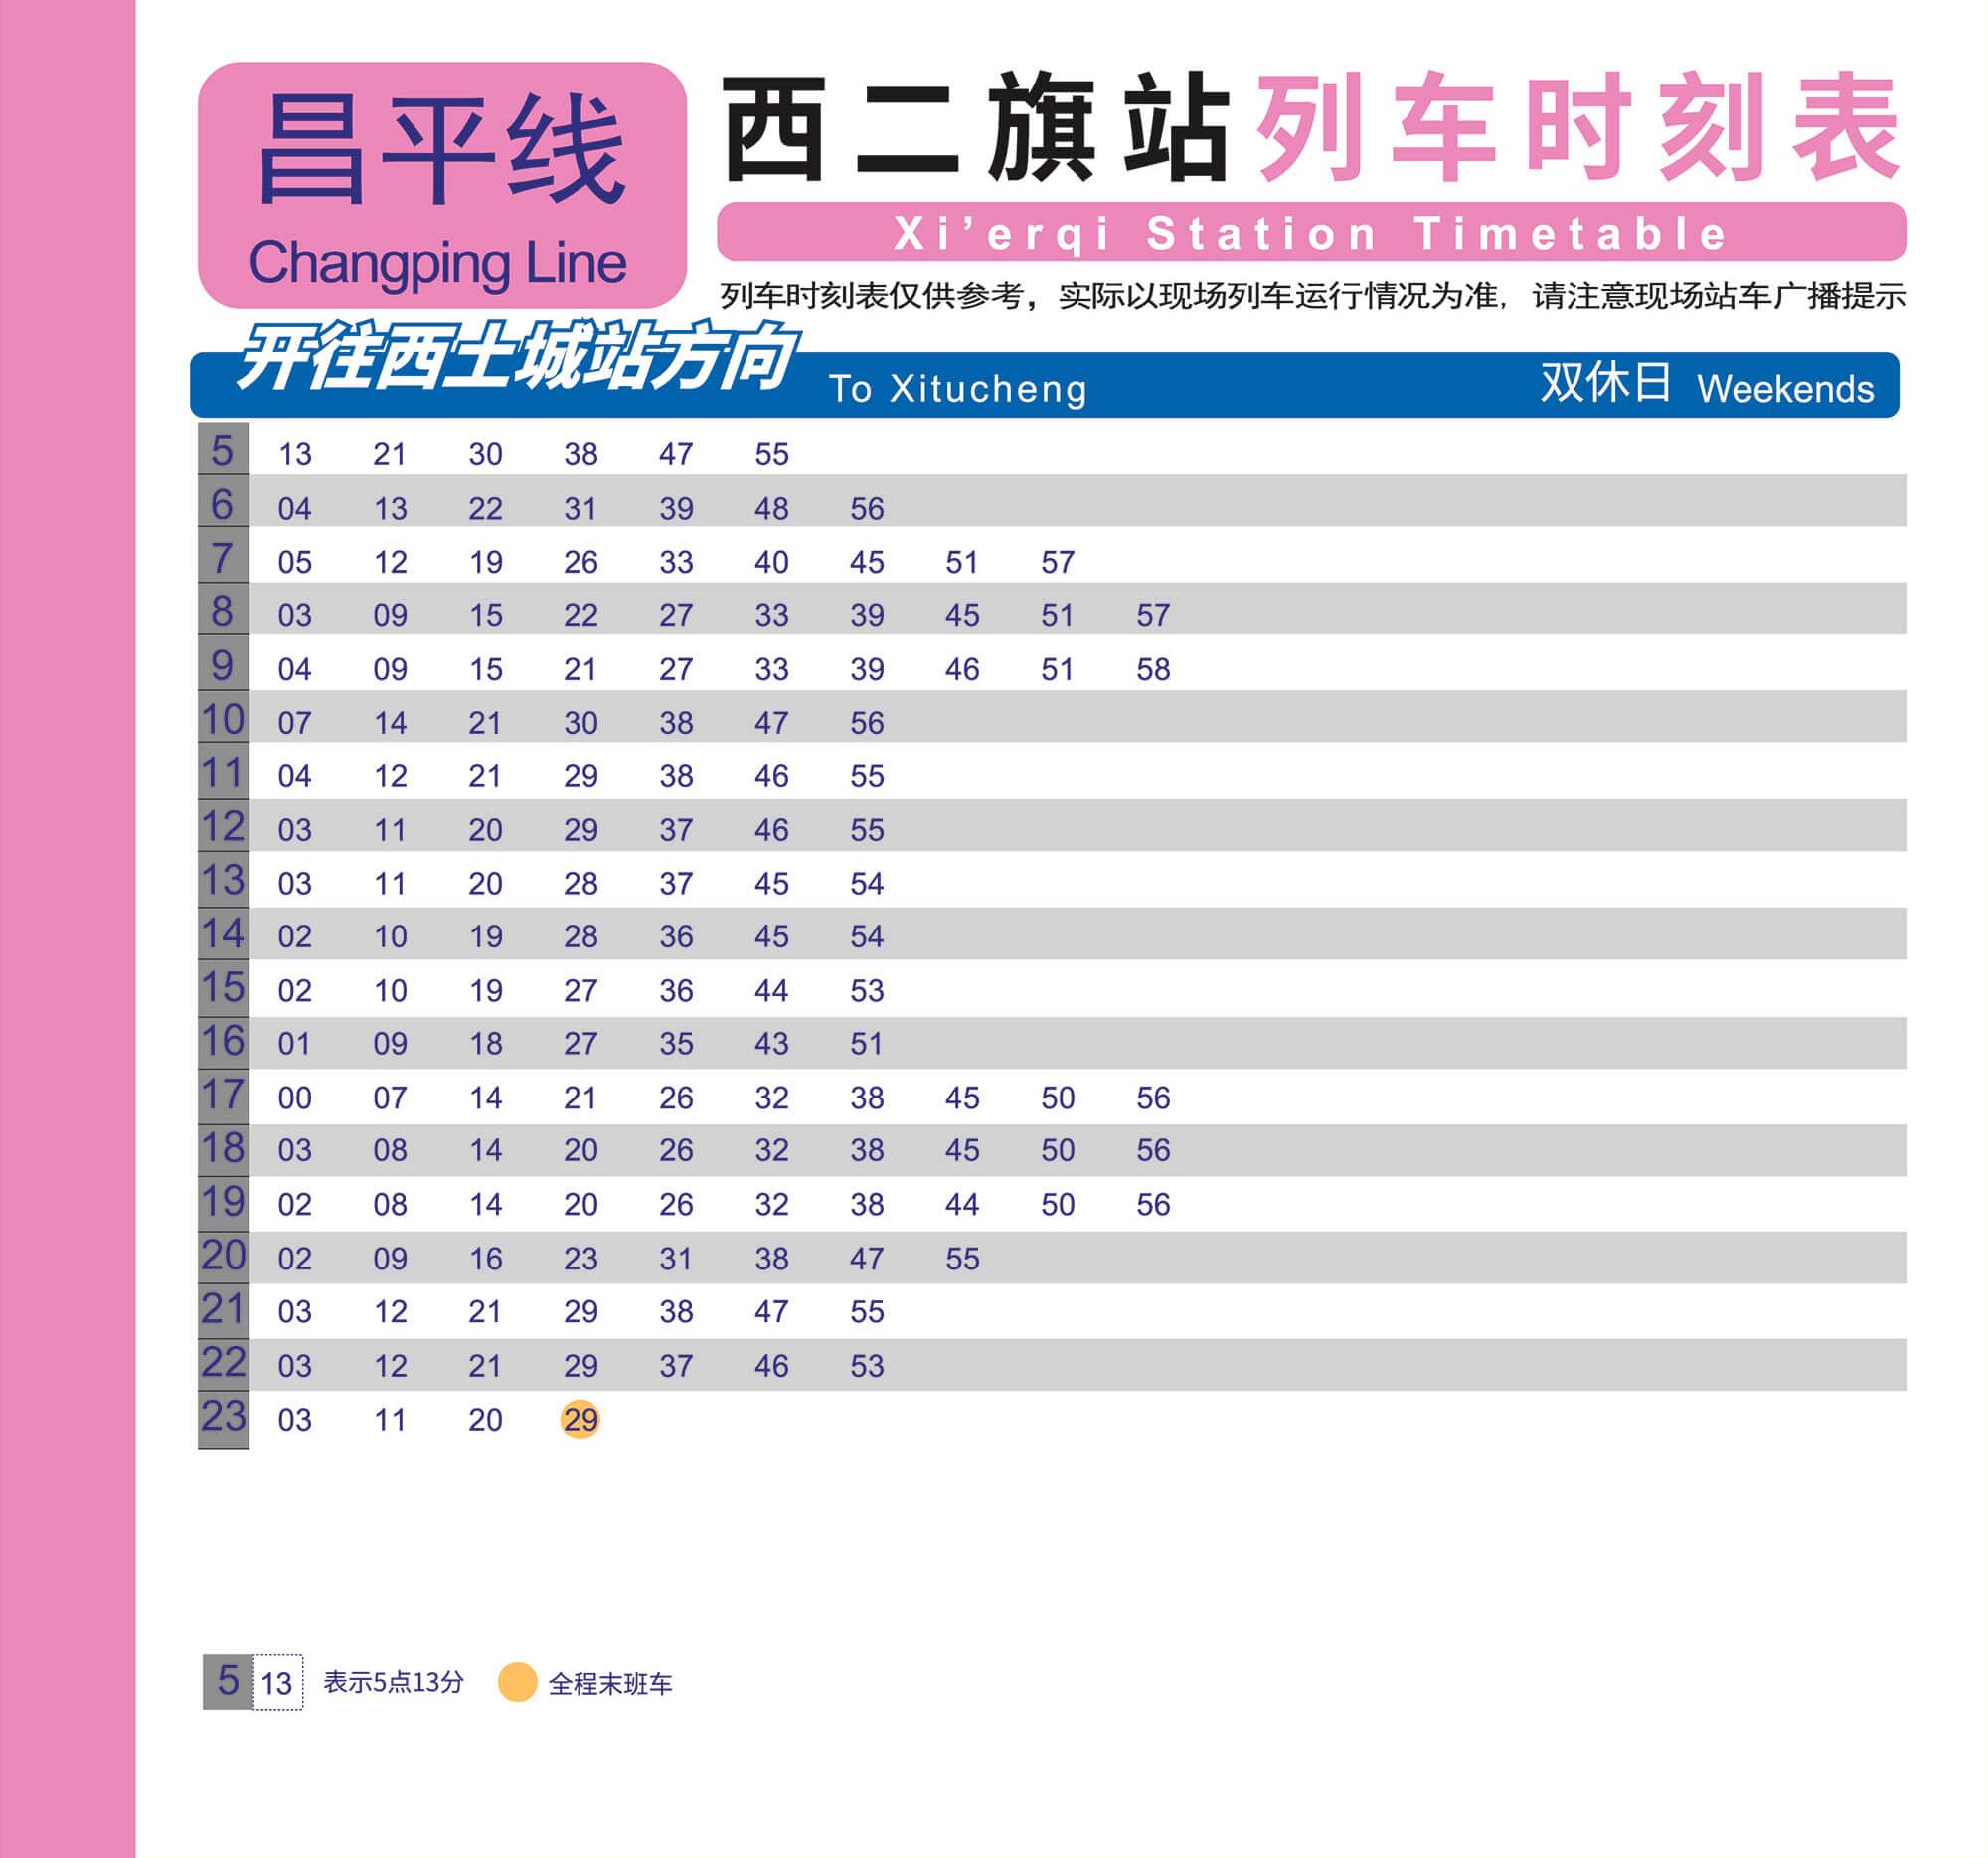 昌平线
Changping Line
西二旗站列车时刻表
Xi’erqi Station Timetable
列车时刻表仅供参考，实际以现场列车运行情况为准，请注意现场站车广播提示
开往西土城站方向 To Xitucheng 双休日 Weekends
5 13 21 30 38 47 55
6 04 13 22 31 39 48 56
7 05 12 19 26 33 40 45 51 57
8 03 09 15 22 27 33 39 45 51 57
9 04 09 15 21 27 33 39 46 51 58
10 07 14 21 30 38 47 56
11 04 12 21 29 38 46 55
12 03 11 20 29 37 46 55
13 03 11 20 28 37 45 54
14 02 10 19 28 36 45 54
15 02 10 19 27 36 44 53
16 01 09 18 27 35 43 51
17 00 07 14 21 26 32 38 45 50 56
18 03 08 14 20 26 32 38 45 50 56
19 02 08 14 20 26 32 38 44 50 56
20 02 09 16 23 31 38 47 55
21 03 12 21 29 38 47 55
22 03 12 21 29 37 46 53
23 03 11 20 29
5 13 表示5点13分 全程末班车